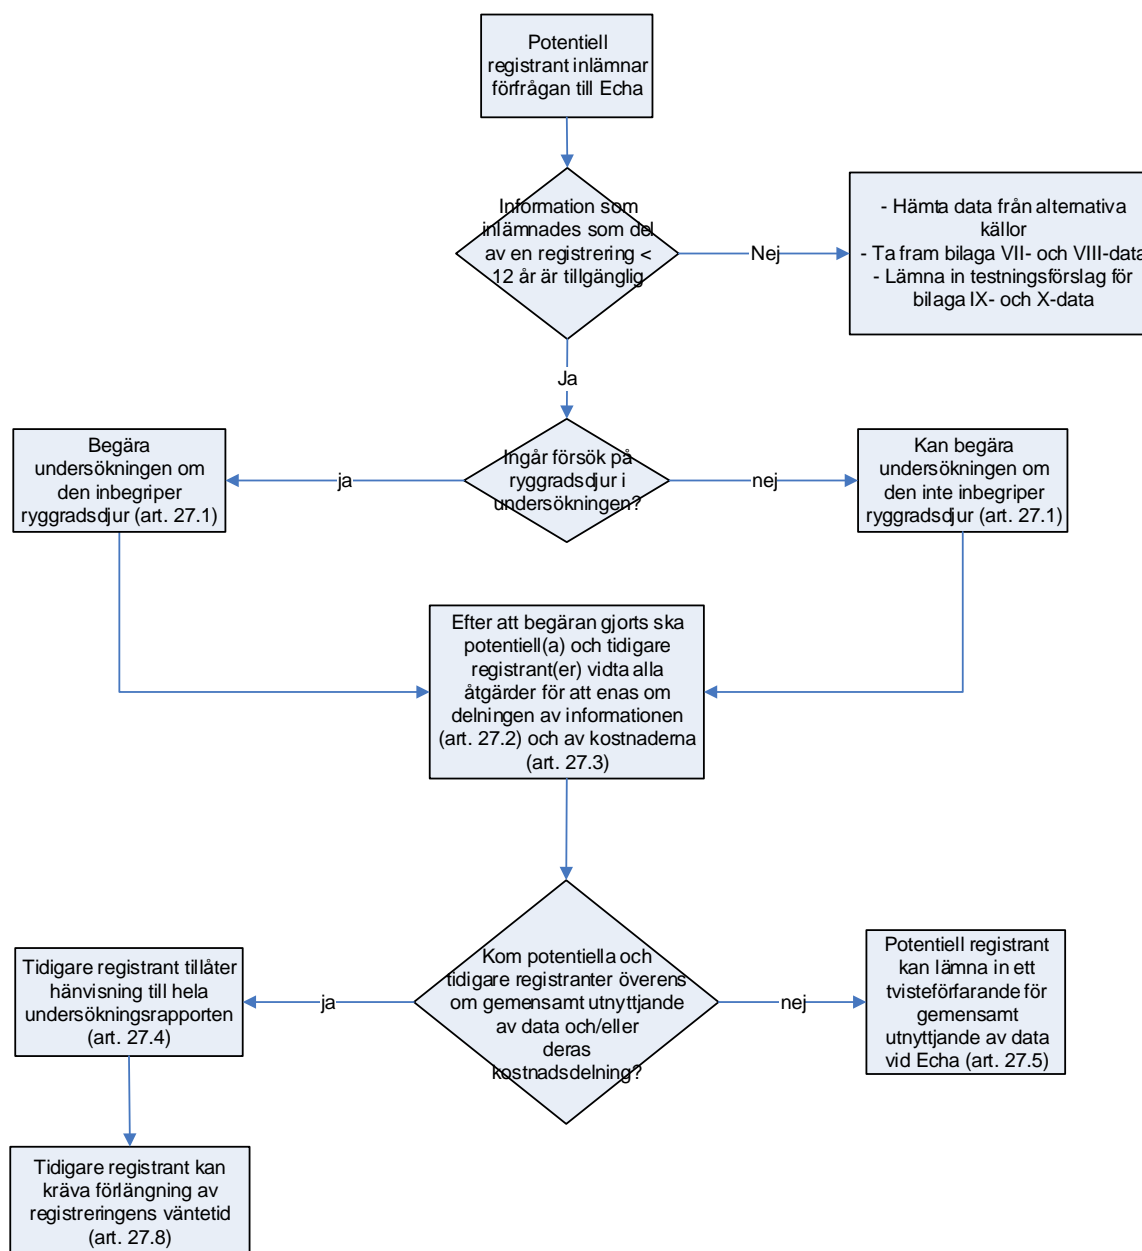 Potentiell
registrant inlämnar
förfrågan till Echa
Information som
inlämnades som del
av en registrering <
12 år är tillgänglig
Nej
- Hämta data från alternativa
källor
- Ta fram bilaga VII- och VIII-data
- Lämna in testningsförslag för
bilaga IX- och X-data
Ja
Begära
undersökningen om
den inbegriper
ryggradsdjur (art. 27.1)
ja
Ingår försök på
ryggradsdjur i
undersökningen?
nej
Kan begära
undersökningen om
den inte inbegriper
ryggradsdjur (art. 27.1)
Efter att begäran gjorts ska
potentiell(a) och tidigare
registrant(er) vidta alla
åtgärder för att enas om
delningen av informationen
(art. 27.2) och av kostnaderna
(art. 27.3)
Tidigare registrant tillåter
hänvisning till hela
undersökningsrapporten
(art. 27.4)
ja
Kom potentiella och
tidigare registranter överens
om gemensamt utnyttjande
av data och/eller
deras
kostnadsdelning?
nej
Potentiell registrant
kan lämna in ett
tvisteförfarande för
gemensamt
utnyttjande av data
vid Echa (art. 27.5)
Tidigare registrant kan
kräva förlängning av
registreringens väntetid
(art. 27.8)